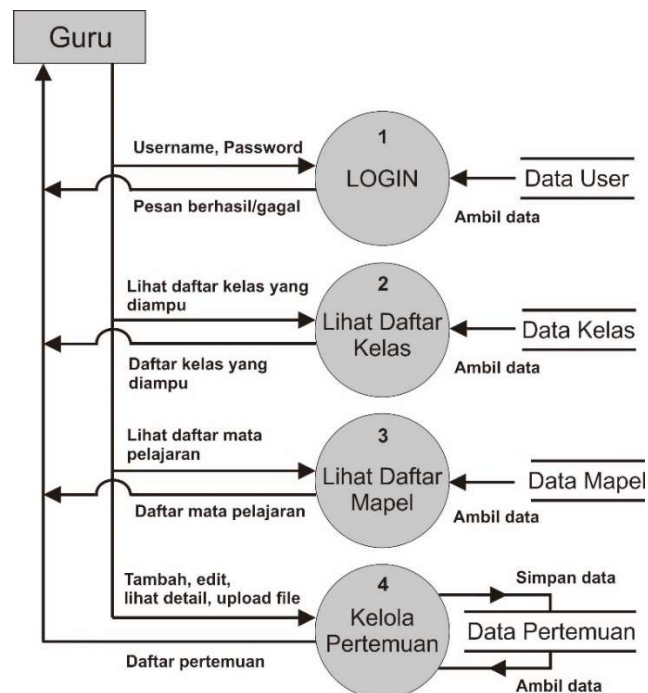 Guru
1
Username, Password
LOGIN
Data User
Pesan berhasil/gagal
Ambil data
2
Lihat daftar kelas yang
diampu
Lihat Daftar
Kelas
Data Kelas
Daftar kelas yang
diampu
Ambil data
3
Lihat daftar mata
pelajaran
Lihat Daftar
Mapel
Data Mapel
Daftar mata pelajaran
Ambil data
4
Tambah, edit,
lihat detail, upload file
Simpan data
Kelola
Pertemuan
Data Pertemuan
Daftar pertemuan
Ambil data